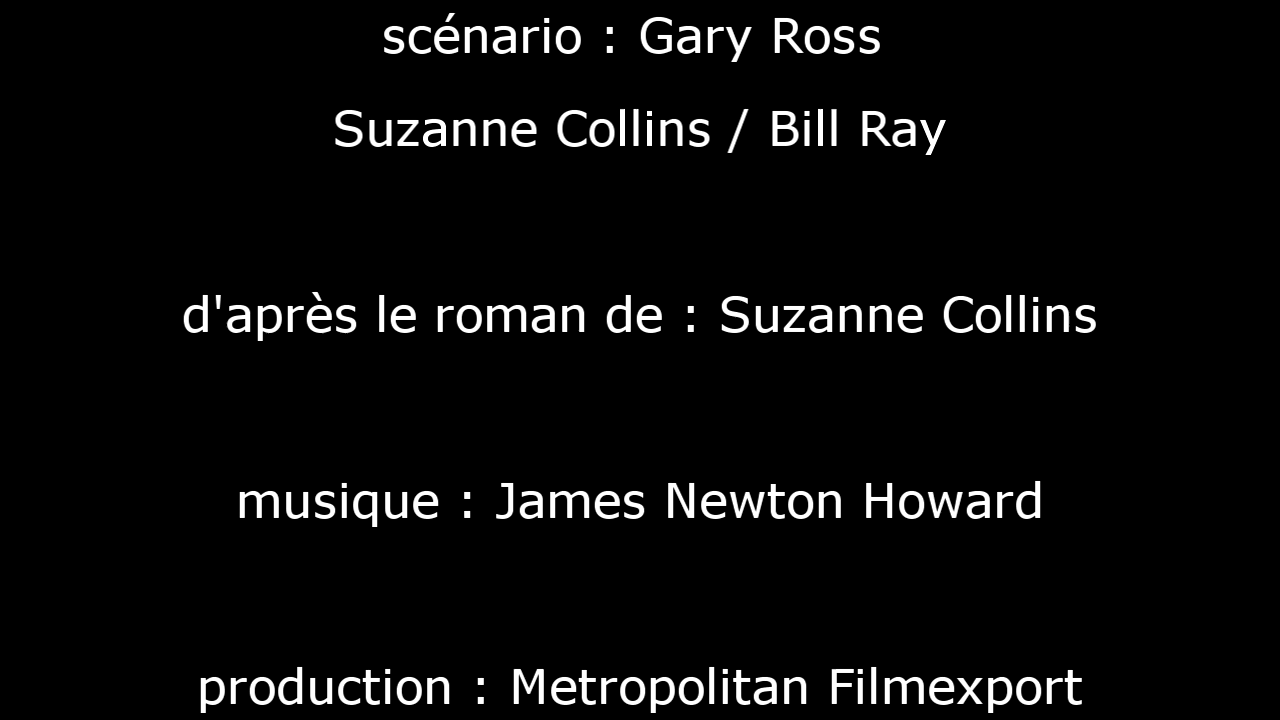 scénario : Gary Ross
Suzanne Collins / Bill Ray
d'après le roman de : Suzanne Collins
musique : James Newton Howard
production : Metropolitan Filmexport